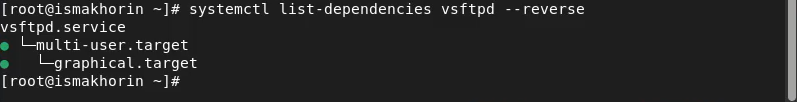 [root@ismakhorin ~]# systemctl list-dependencies vsftpd --reverse
vsftpd.service
● └─multi-user.target
●   └─graphical.target
[root@ismakhorin ~]#